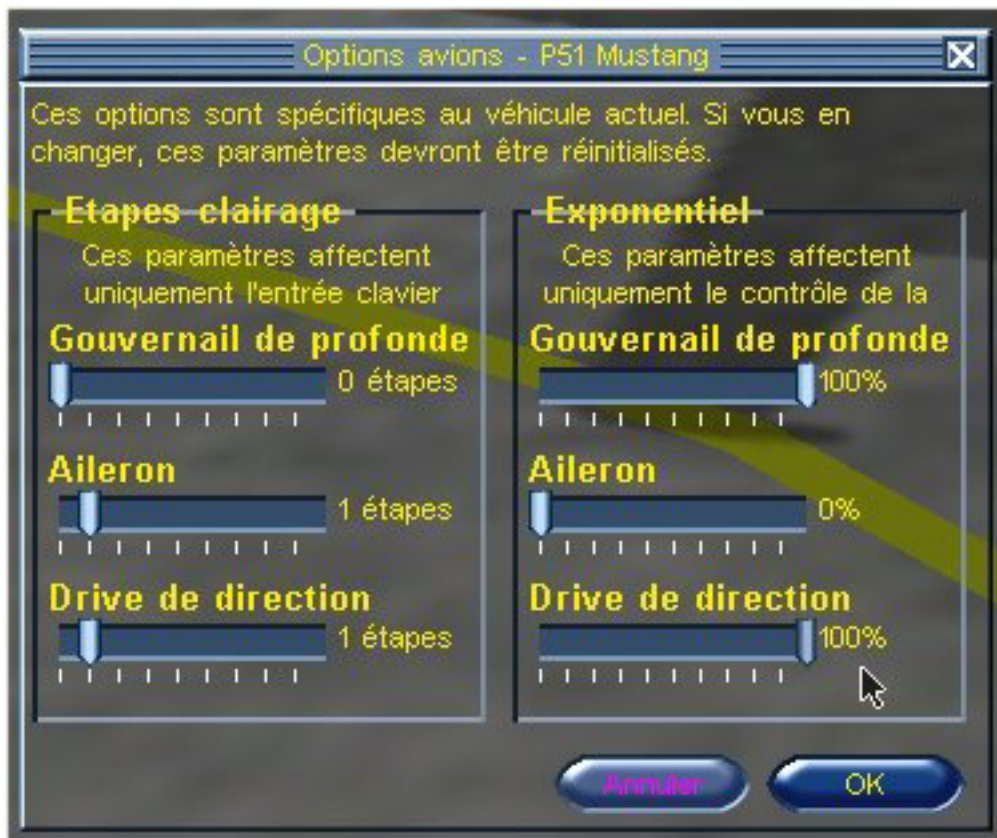 Options avions - P51 Mustang
Ces options sont spécifiques au véhicule actuel. Si vous en
changer, ces paramètres devront être réinitialisés.
Etapes clairage
Ces paramètres affectent
uniquement l'entrée clavier
Gouvernail de profonde
0 étapes
Aileron
1 étapes
Drive de direction
1 étapes
Exponentiel
Ces paramètres affectent
uniquement le contrôle de la
Gouvernail de profonde
100%
Aileron
0%
Drive de direction
100%
Annuler
OK